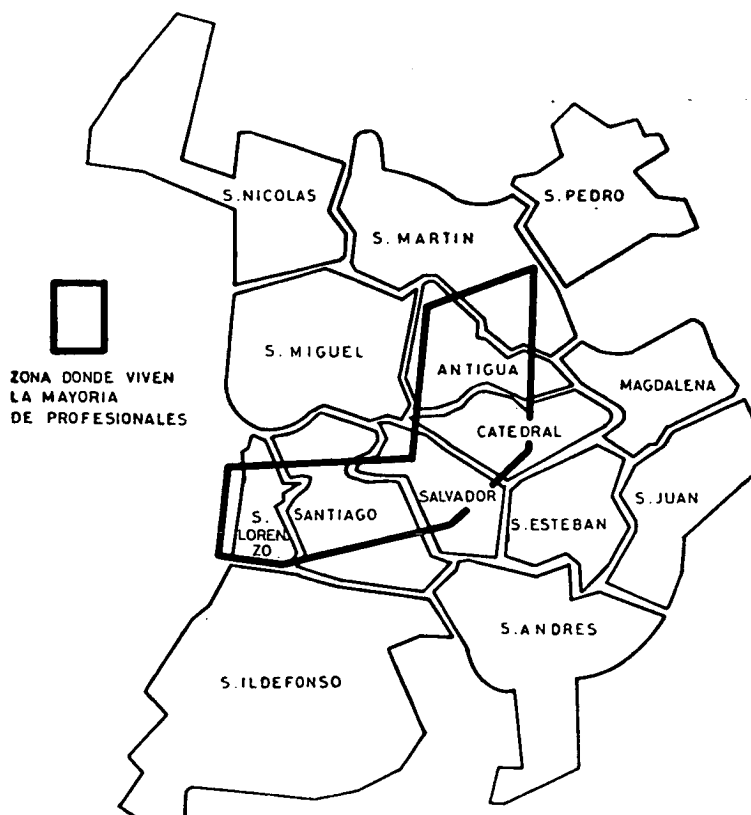 S. NICOLAS
S. PEDRO
S. MARTIN
S. MIGUEL
ANTIGUA
ZONA DONDE VIVEN
LA MAYORIA
DE PROFESIONALES
MAGDALENA
CATEDRAL
SALVADOR
S. JUAN
S.
LOREN
ZO
SANTIAGO
S. ESTEBAN
S. ANDRES
S. ILDEFONSO